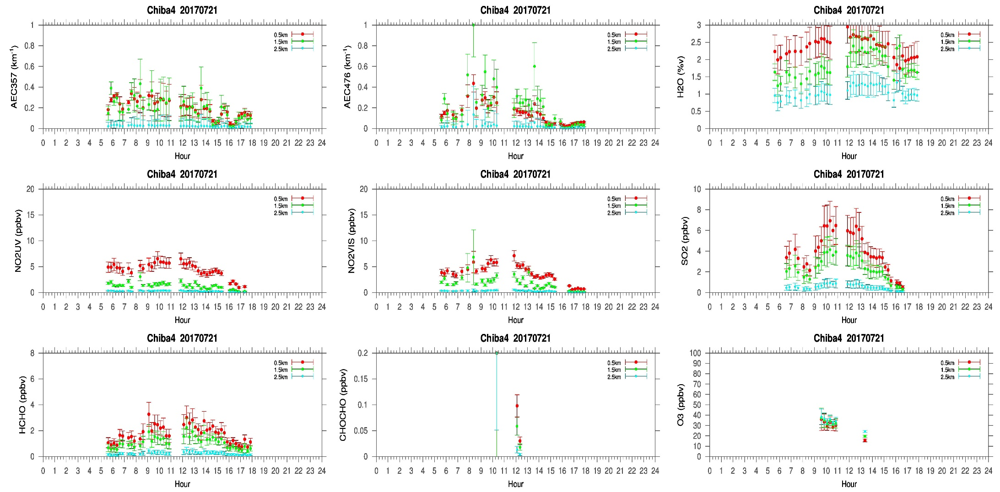 Chiba4 20170721
AEC357 (km-1)
1
0.8
0.6
0.4
0.2
0
0.5km
1.5km
2.5km
0 1 2 3 4 5 6 7 8 9 10 11 12 13 14 15 16 17 18 19 20 21 22 23 24
Hour
Chiba4 20170721
AEC476 (km-1)
1
0.8
0.6
0.4
0.2
0
0.5km
1.5km
2.5km
0 1 2 3 4 5 6 7 8 9 10 11 12 13 14 15 16 17 18 19 20 21 22 23 24
Hour
Chiba4 20170721
H2O (%v)
3
2.5
2
1.5
1
0.5
0
0.5km
1.5km
2.5km
0 1 2 3 4 5 6 7 8 9 10 11 12 13 14 15 16 17 18 19 20 21 22 23 24
Hour
Chiba4 20170721
NO2UV (ppbv)
20
15
10
5
0
0.5km
1.5km
2.5km
0 1 2 3 4 5 6 7 8 9 10 11 12 13 14 15 16 17 18 19 20 21 22 23 24
Hour
Chiba4 20170721
NO2VIS (ppbv)
20
15
10
5
0
0.5km
1.5km
2.5km
0 1 2 3 4 5 6 7 8 9 10 11 12 13 14 15 16 17 18 19 20 21 22 23 24
Hour
Chiba4 20170721
SO2 (ppbv)
10
8
6
4
2
0
0.5km
1.5km
2.5km
0 1 2 3 4 5 6 7 8 9 10 11 12 13 14 15 16 17 18 19 20 21 22 23 24
Hour
Chiba4 20170721
HCHO (ppbv)
8
6
4
2
0
0.5km
1.5km
2.5km
0 1 2 3 4 5 6 7 8 9 10 11 12 13 14 15 16 17 18 19 20 21 22 23 24
Hour
Chiba4 20170721
CHOCHO (ppbv)
0.2
0.15
0.1
0.05
0
0.5km
1.5km
2.5km
0 1 2 3 4 5 6 7 8 9 10 11 12 13 14 15 16 17 18 19 20 21 22 23 24
Hour
Chiba4 20170721
O3 (ppbv)
100
90
80
70
60
50
40
30
20
10
0
0.5km
1.5km
2.5km
0 1 2 3 4 5 6 7 8 9 10 11 12 13 14 15 16 17 18 19 20 21 22 23 24
Hour